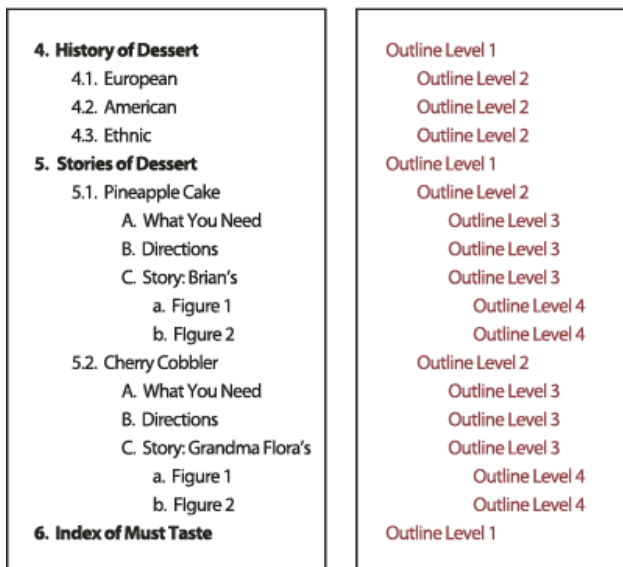 4. History of Dessert
4.1. European
4.2. American
4.3. Ethnic
5. Stories of Dessert
5.1. Pineapple Cake
A. What You Need
B. Directions
C. Story: Brian's
a. Figure 1
b. FIgure 2
5.2. Cherry Cobbler
A. What You Need
B. Directions
C. Story: Grandma Flora's
a. Figure 1
b. FIgure 2
6. Index of Must Taste
Outline Level 1
Outline Level 2
Outline Level 2
Outline Level 2
Outline Level 1
Outline Level 2
Outline Level 3
Outline Level 3
Outline Level 3
Outline Level 4
Outline Level 4
Outline Level 2
Outline Level 3
Outline Level 3
Outline Level 3
Outline Level 4
Outline Level 4
Outline Level 1